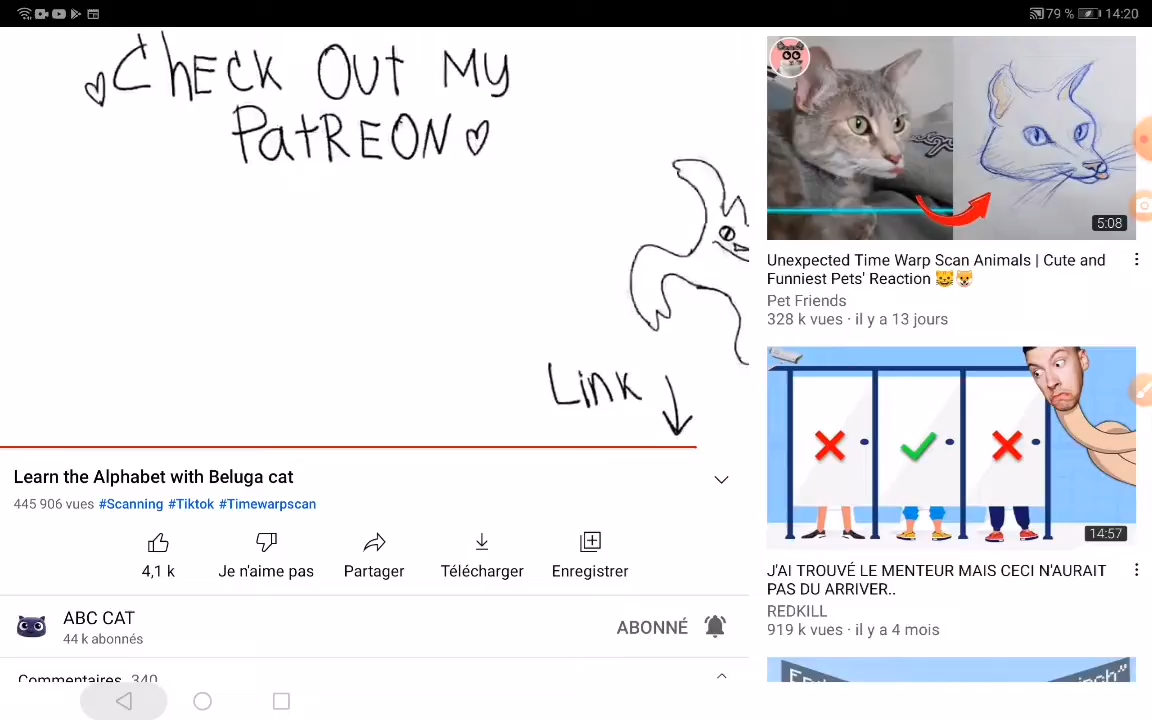 79 % 14:20
CHECK OUT MY
PATREON
Link
Learn the Alphabet with Beluga cat
445 906 vues #Scanning #Tiktok #Timewarpscan
4,1 k
Je n'aime pas
Partager
Télécharger
Enregistrer
ABC CAT
44 k abonnés
ABONNÉ
Commentaires 340
5:08
Unexpected Time Warp Scan Animals | Cute and
Funniest Pets' Reaction 😺🐶
Pet Friends
328 k vues · il y a 13 jours
14:57
J'AI TROUVÉ LE MENTEUR MAIS CECI N'AURAIT
PAS DU ARRIVER..
REDKILL
919 k vues · il y a 4 mois